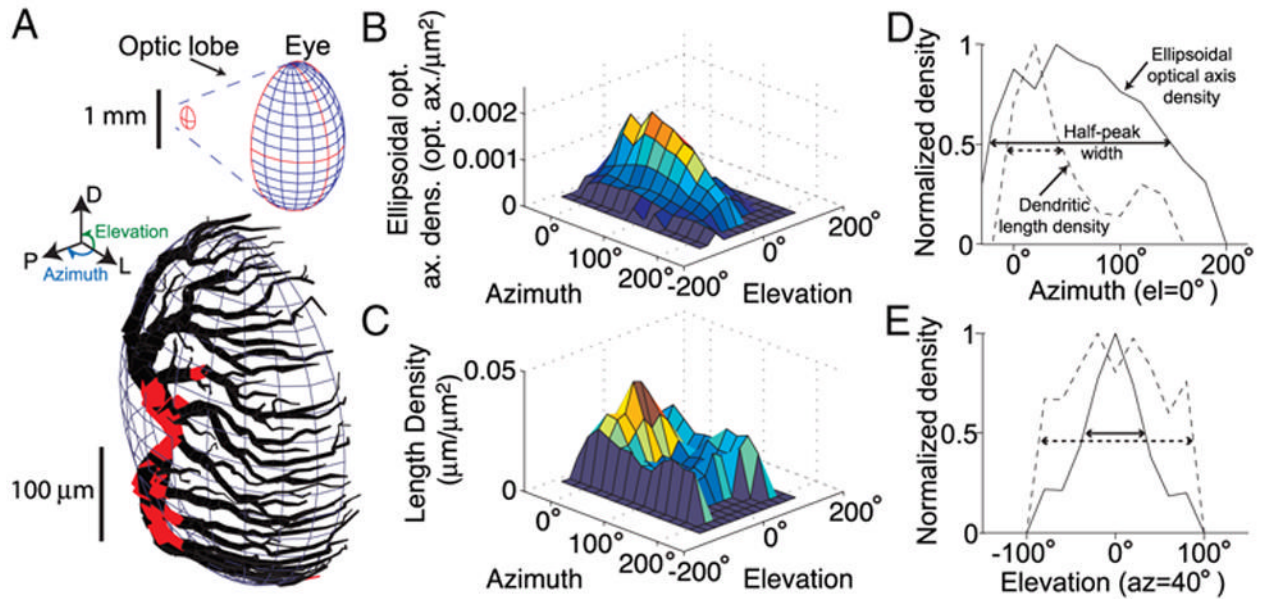 A
Optic lobe
Eye
1 mm
D
Elevation
P
L
Azimuth
100 μm
B
Ellipsoidal opt.
ax. dens. (opt. ax./μm²)
0.002
0.001
0
0°
100°
200°
-200°
0°
200°
Azimuth
Elevation
C
Length Density
(μm/μm²)
0.05
0
0°
100°
200°
-200°
0°
200°
Azimuth
Elevation
D
Normalized density
1
0.5
0
Ellipsoidal
optical axis
density
Half-peak
width
Dendritic
length density
0°
100°
200°
Azimuth (el=0°)
E
Normalized density
1
0.5
0
-100°
0°
100°
Elevation (az=40°)